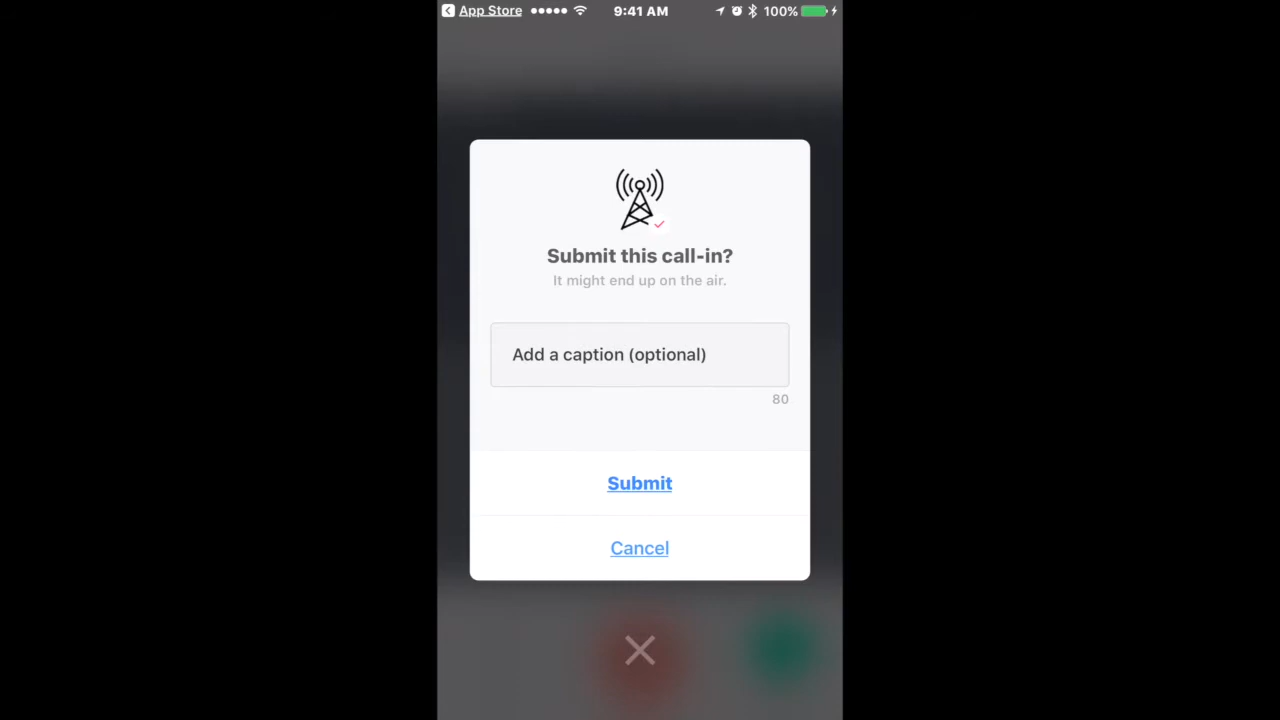 App Store 9:41 AM 100%
Submit this call-in?
It might end up on the air.
Add a caption (optional)
80
Submit
Cancel